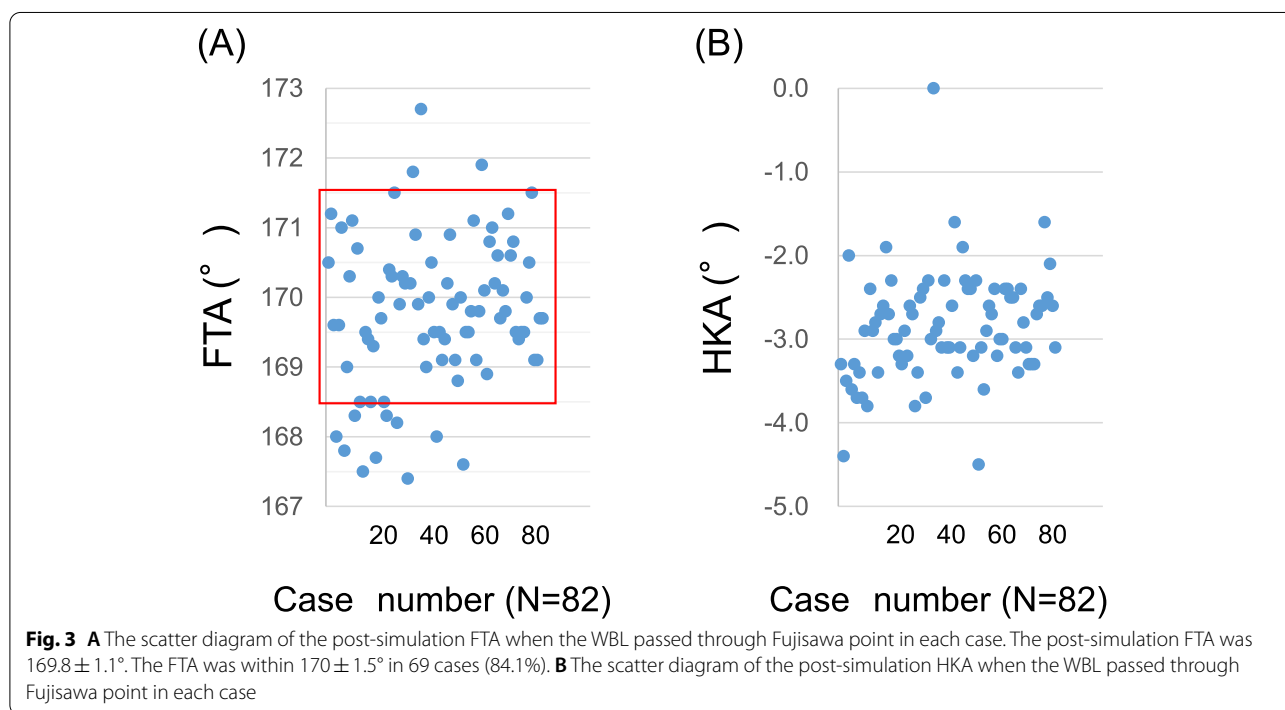 (A)
173
172
171
170
169
168
167
FTA (°)
20 40 60 80
Case number (N=82)
(B)
0.0
-1.0
-2.0
-3.0
-4.0
-5.0
HKA (°)
20 40 60 80
Case number (N=82)
Fig. 3 A The scatter diagram of the post-simulation FTA when the WBL passed through Fujisawa point in each case. The post-simulation FTA was
169.8 ± 1.1°. The FTA was within 170 ± 1.5° in 69 cases (84.1%). B The scatter diagram of the post-simulation HKA when the WBL passed through
Fujisawa point in each case